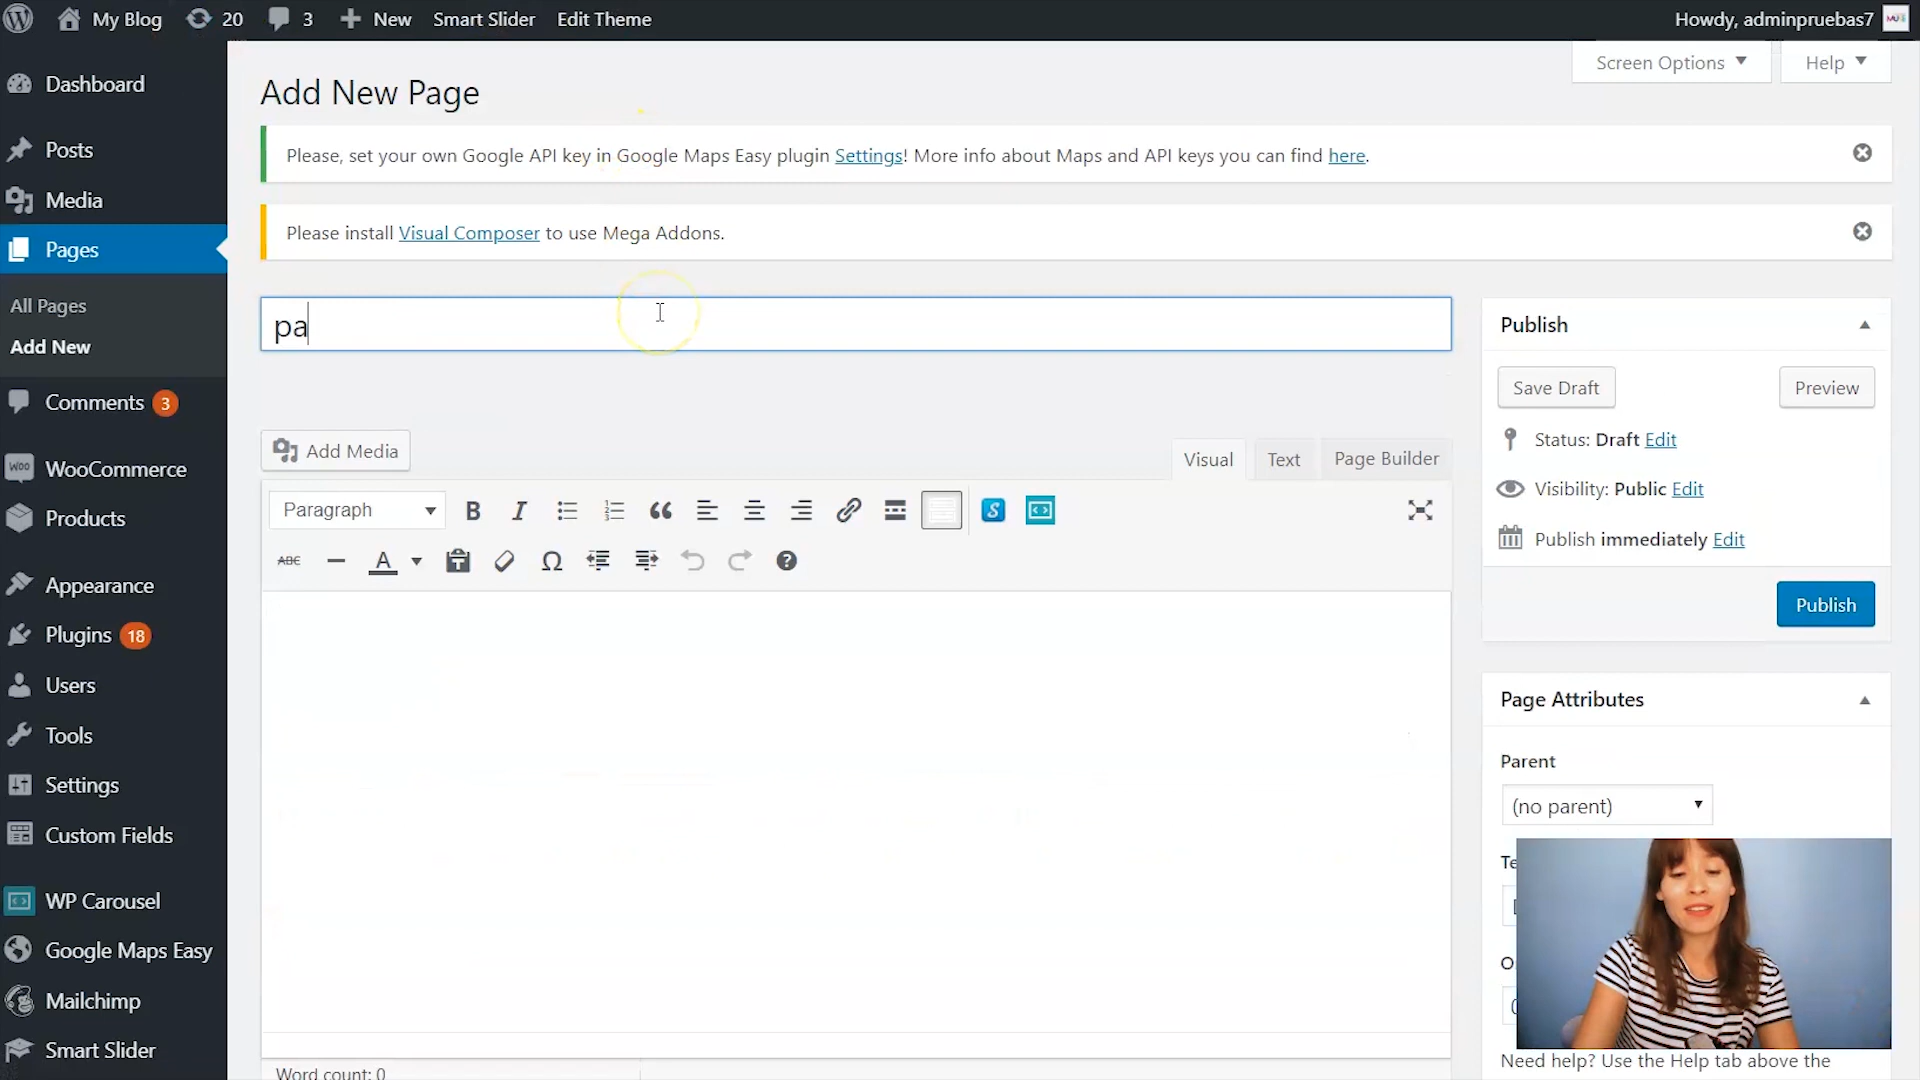 My Blog 20 3 New Smart Slider Edit Theme Howdy, adminpruebas7
Screen Options Help
Dashboard
Posts
Media
Pages
All Pages
Add New
Comments 3
WooCommerce
Products
Appearance
Plugins 18
Users
Tools
Settings
Custom Fields
WP Carousel
Google Maps Easy
Mailchimp
Smart Slider
Add New Page
Please, set your own Google API key in Google Maps Easy plugin Settings! More info about Maps and API keys you can find here.
Please install Visual Composer to use Mega Addons.
pa
Add Media
Visual Text Page Builder
Paragraph
ABC
Word count: 0
Publish
Save Draft Preview
Status: Draft Edit
Visibility: Public Edit
Publish immediately Edit
Publish
Page Attributes
Parent
(no parent)
Need help? Use the Help tab above the